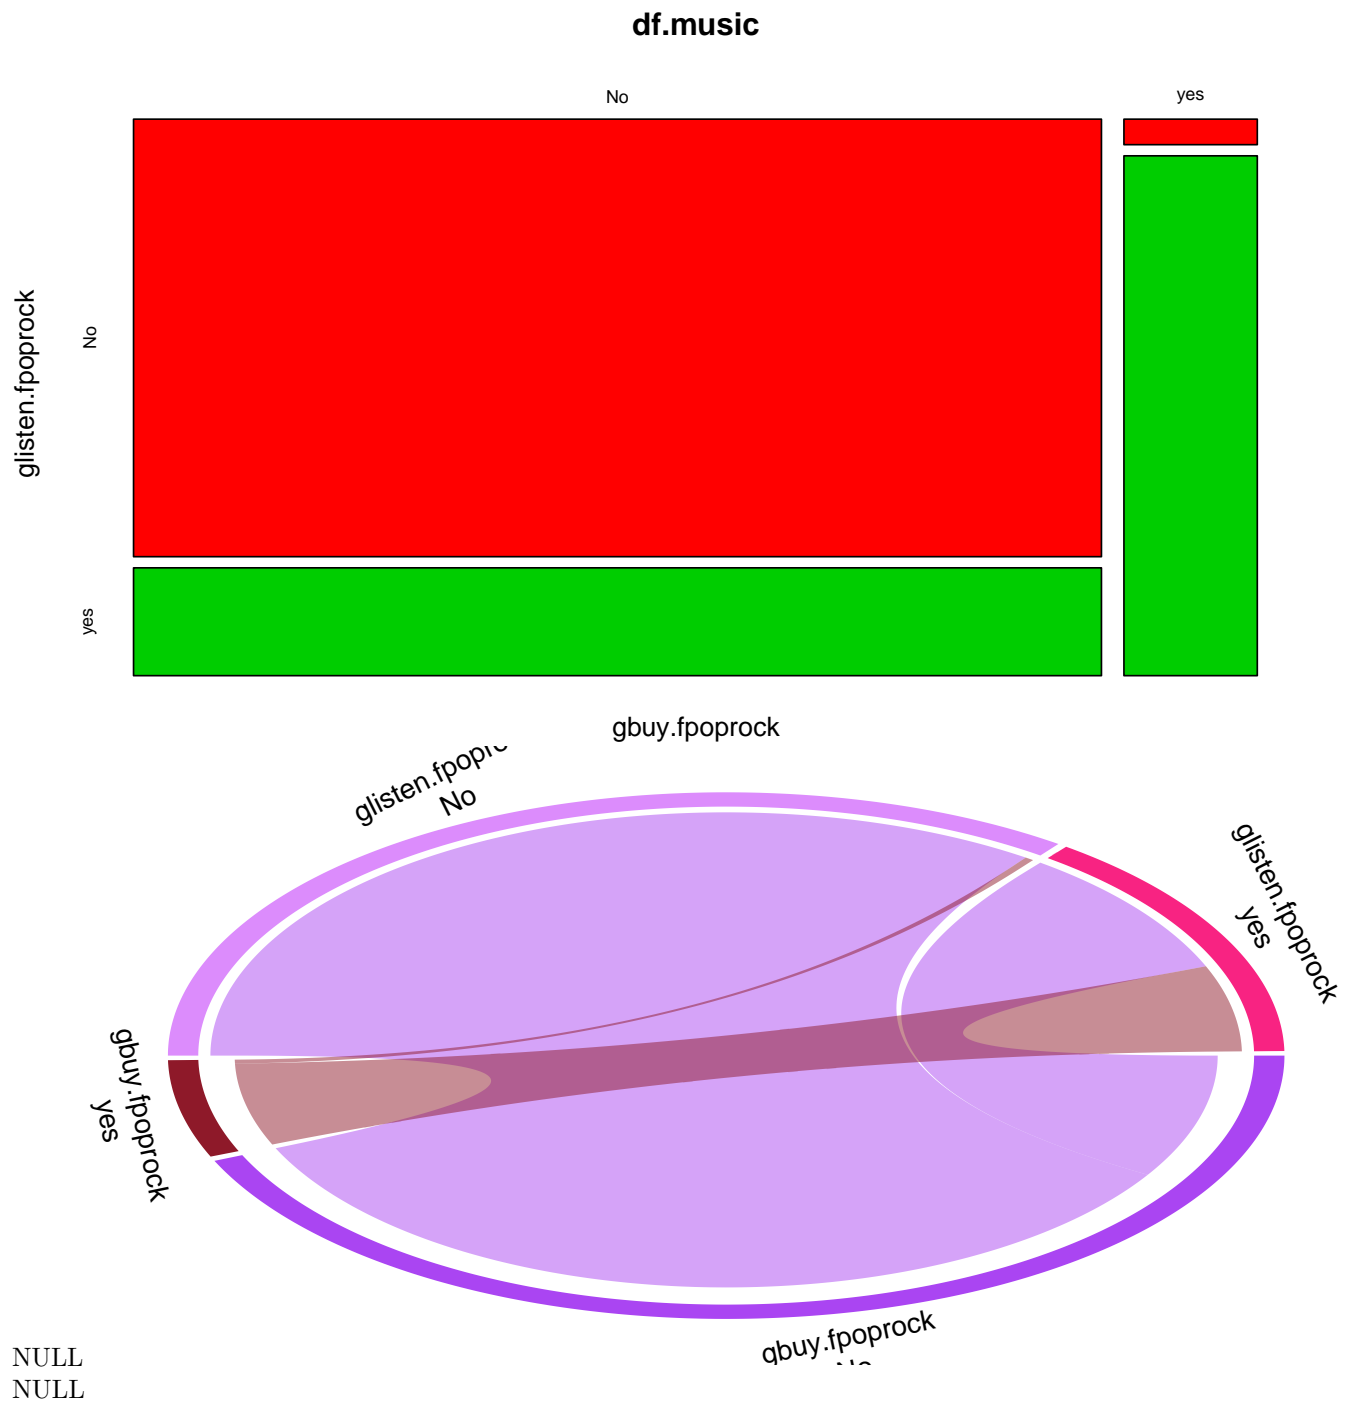 df.music
No
yes
glisten.fpoprock
No
yes
gbuy.fpoprock
No
glisten.fpoprock
yes
gbuy.fpoprock
yes
gbuy.fpoprock
NULL
NULL